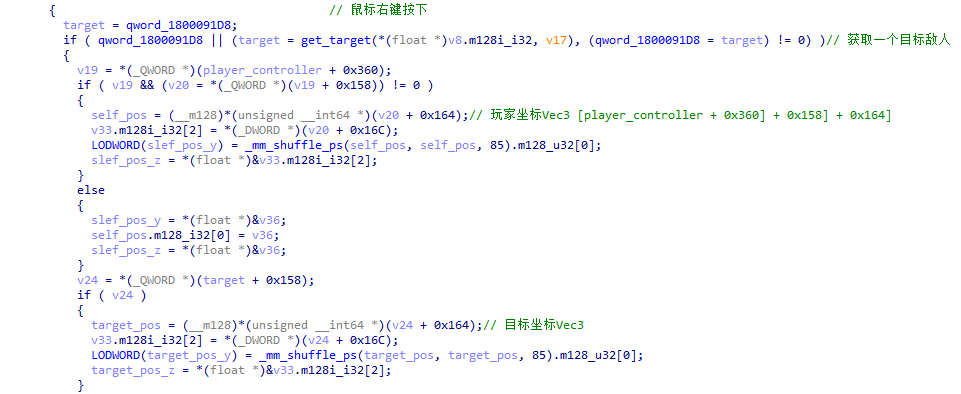 {                                       // 鼠标右键按下
  target = qword_1800091D8;
  if ( qword_1800091D8 || (target = get_target(*(float *)v8.m128i_i32, v17), (qword_1800091D8 = target) != 0) )// 获取一个目标敌人
  {
    v19 = *(_QWORD *)(player_controller + 0x360);
    if ( v19 && (v20 = *(_QWORD *)(v19 + 0x158)) != 0 )
    {
      self_pos = (__m128)*(unsigned __int64 *)(v20 + 0x164);// 玩家坐标Vec3 [player_controller + 0x360] + 0x158] + 0x164]
      v33.m128i_i32[2] = *(_DWORD *)(v20 + 0x16C);
      LODWORD(slef_pos_y) = _mm_shuffle_ps(self_pos, self_pos, 85).m128_u32[0];
      slef_pos_z = *(float *)&v33.m128i_i32[2];
    }
    else
    {
      slef_pos_y = *(float *)&v36;
      self_pos.m128_i32[0] = v36;
      slef_pos_z = *(float *)&v36;
    }
    v24 = *(_QWORD *)(target + 0x158);
    if ( v24 )
    {
      target_pos = (__m128)*(unsigned __int64 *)(v24 + 0x164);// 目标坐标Vec3
      v33.m128i_i32[2] = *(_DWORD *)(v24 + 0x16C);
      LODWORD(target_pos_y) = _mm_shuffle_ps(target_pos, target_pos, 85).m128_u32[0];
      target_pos_z = *(float *)&v33.m128i_i32[2];
    }